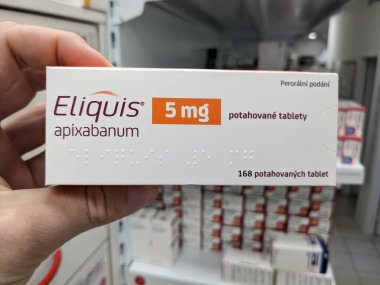 Perorální podání
Eliquis®
5 mg
potahované tablety
apixabanum
168 potahovaných tablet